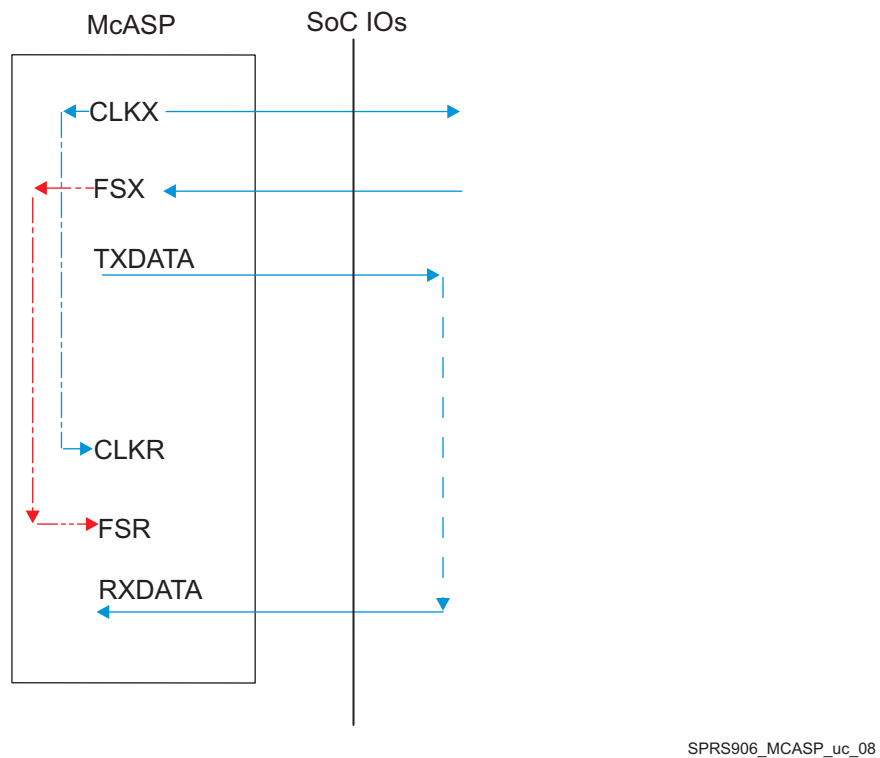 McASP
SoC IOs
CLKX
FSX
TXDATA
CLKR
FSR
RXDATA
SPRS906_MCASP_uc_08